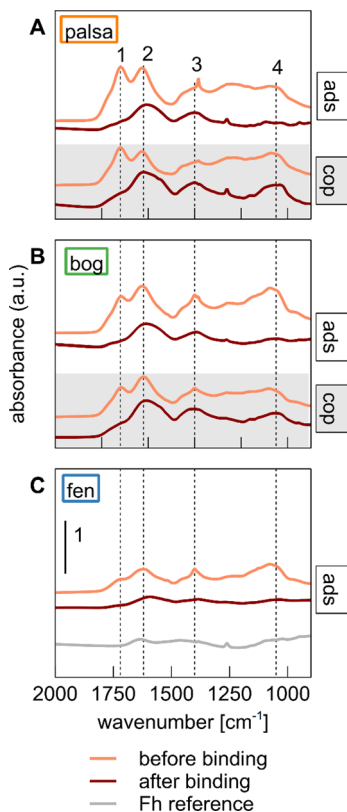 A palsa
1 2 3 4
ads
cop
B bog
ads
cop
C fen
1
ads
absorbance (a.u.)
2000 1750 1500 1250 1000
wavenumber [cm⁻¹]
before binding
after binding
Fh reference